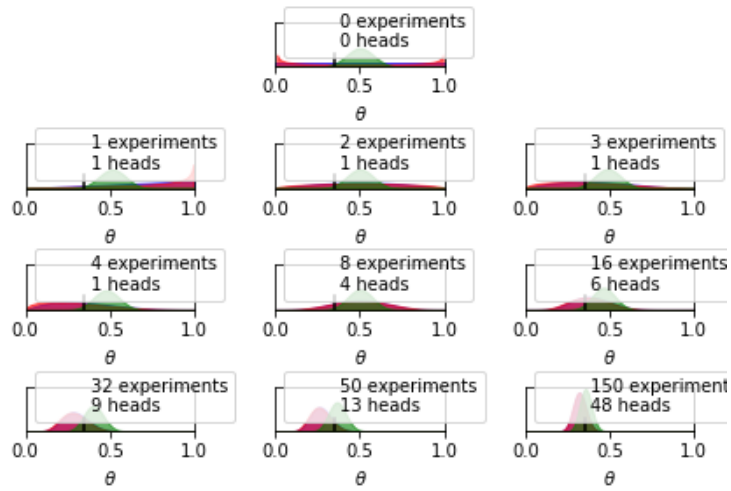 0 experiments
0 heads
0.0 0.5 1.0
θ
1 experiments
1 heads
2 experiments
1 heads
3 experiments
1 heads
0.0 0.5 1.0
0.0 0.5 1.0
0.0 0.5 1.0
θ
θ
θ
4 experiments
1 heads
8 experiments
4 heads
16 experiments
6 heads
0.0 0.5 1.0
0.0 0.5 1.0
0.0 0.5 1.0
θ
θ
θ
32 experiments
9 heads
50 experiments
13 heads
150 experiment
48 heads
0.0 0.5 1.0
0.0 0.5 1.0
0.0 0.5 1.0
θ
θ
θ